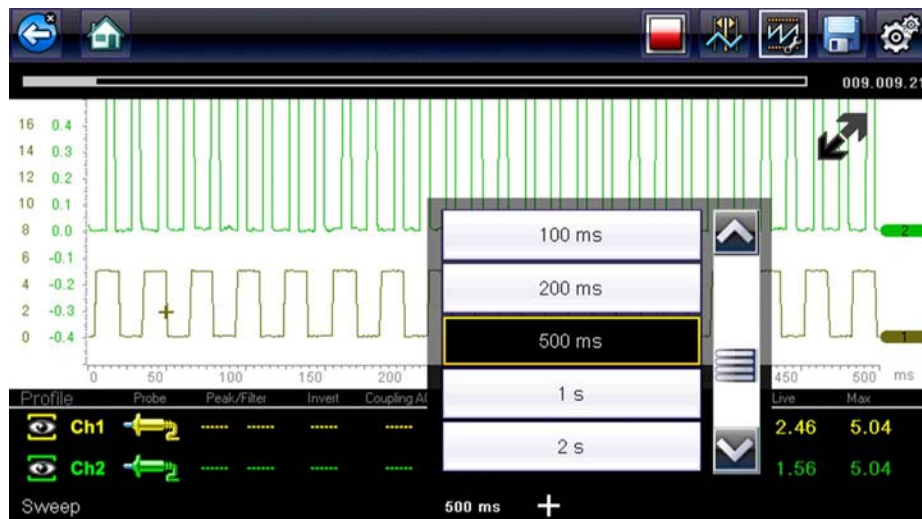 009.009.21
16 0.4
14 0.3
12 0.2
10 0.1
8 0.0
6 -0.1
4 -0.2
2 -0.3
0 -0.4
2
1
0 50 100 150 200 450 500 ms
100 ms
200 ms
500 ms
1 s
2 s
Profile Probe Peak/Filter Invert Coupling Live Max
Ch1 2 ------ ------ ------ ------ 2.46 5.04
Ch2 2 ------ ------ ------ ------ 1.56 5.04
Sweep 500 ms